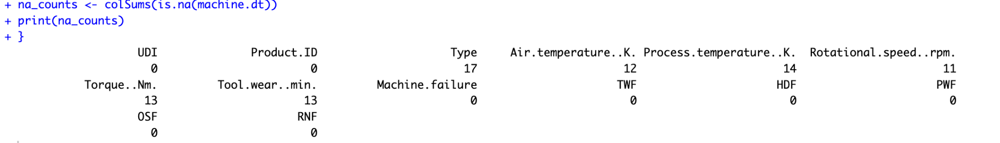 + na_counts <- colSums(is.na(machine.dt))
+ print(na_counts)
+ }
UDI Product.ID Type Air.temperature..K. Process.temperature..K. Rotational.speed..rpm.
0 0 17 12 14 11
Torque..Nm. Tool.wear..min. Machine.failure TWF HDF PWF
13 13 0 0 0 0
OSF RNF
0 0